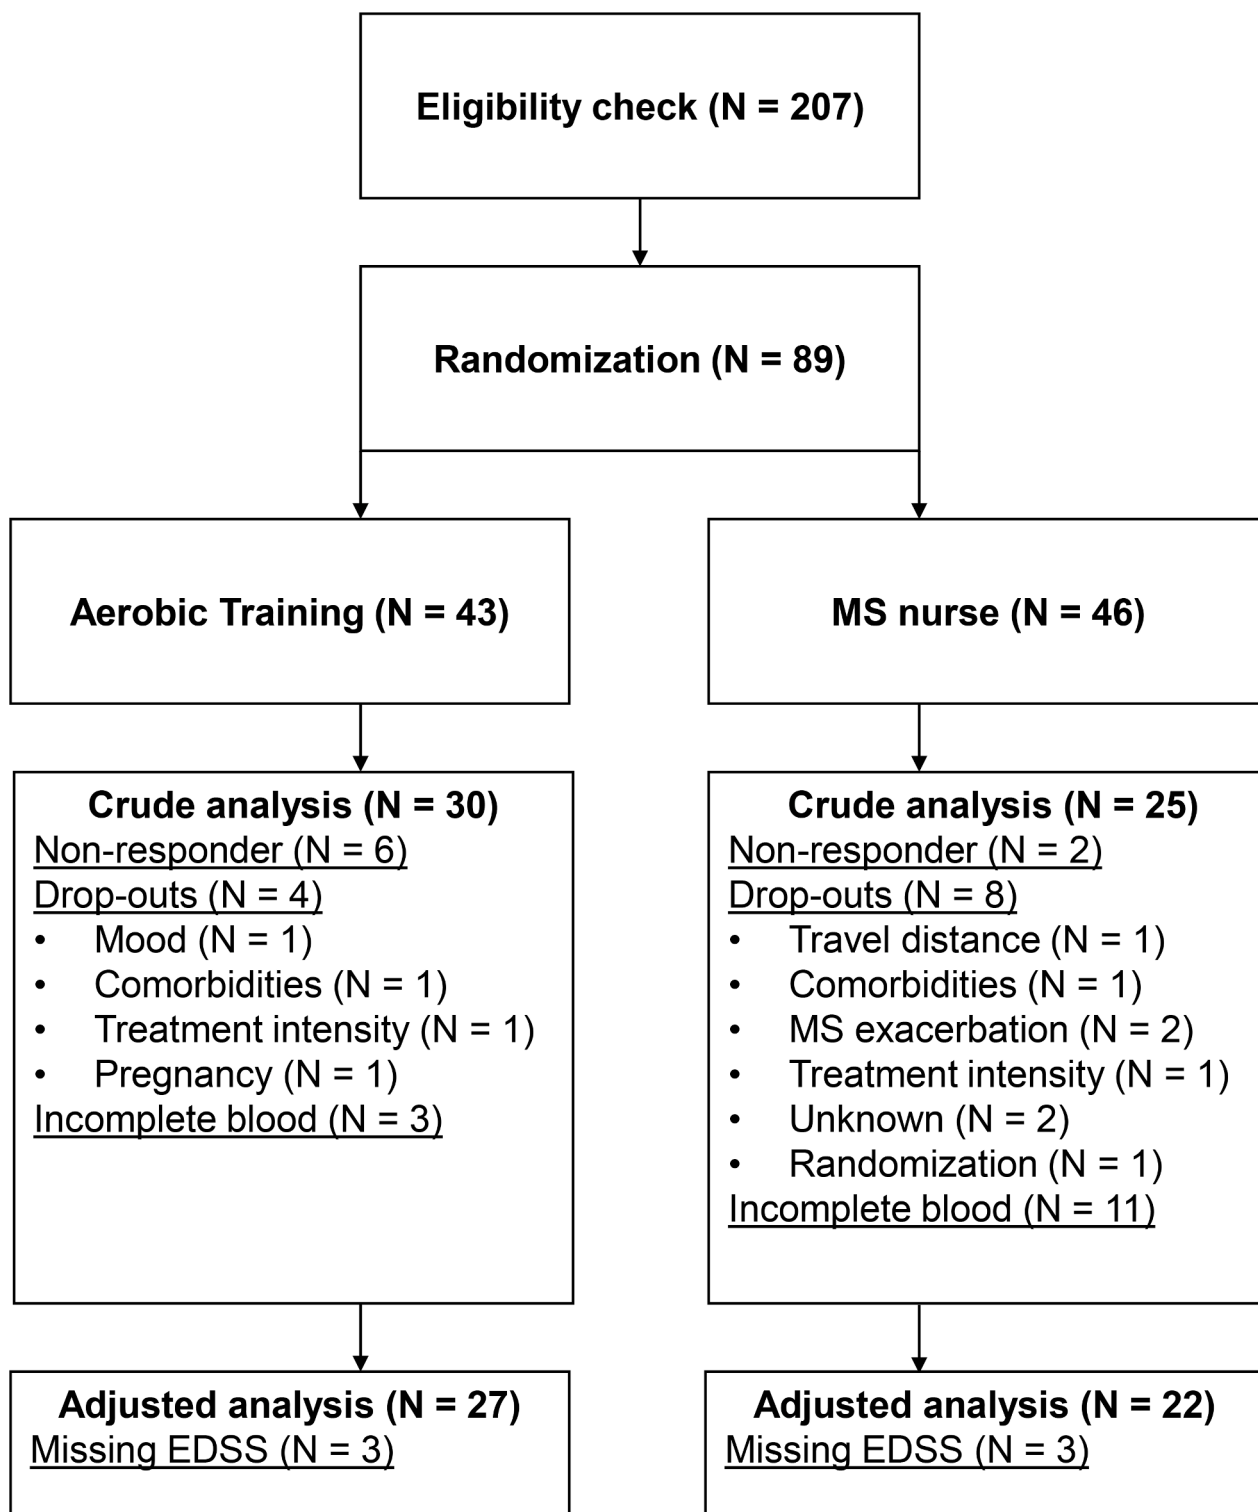 Eligibility check (N = 207)
Randomization (N = 89)
Aerobic Training (N = 43)
MS nurse (N = 46)
Crude analysis (N = 30)
Non-responder (N = 6)
Drop-outs (N = 4)
• Mood (N = 1)
• Comorbidities (N = 1)
• Treatment intensity (N = 1)
• Pregnancy (N = 1)
Incomplete blood (N = 3)
Crude analysis (N = 25)
Non-responder (N = 2)
Drop-outs (N = 8)
• Travel distance (N = 1)
• Comorbidities (N = 1)
• MS exacerbation (N = 2)
• Treatment intensity (N = 1)
• Unknown (N = 2)
• Randomization (N = 1)
Incomplete blood (N = 11)
Adjusted analysis (N = 27)
Missing EDSS (N = 3)
Adjusted analysis (N = 22)
Missing EDSS (N = 3)